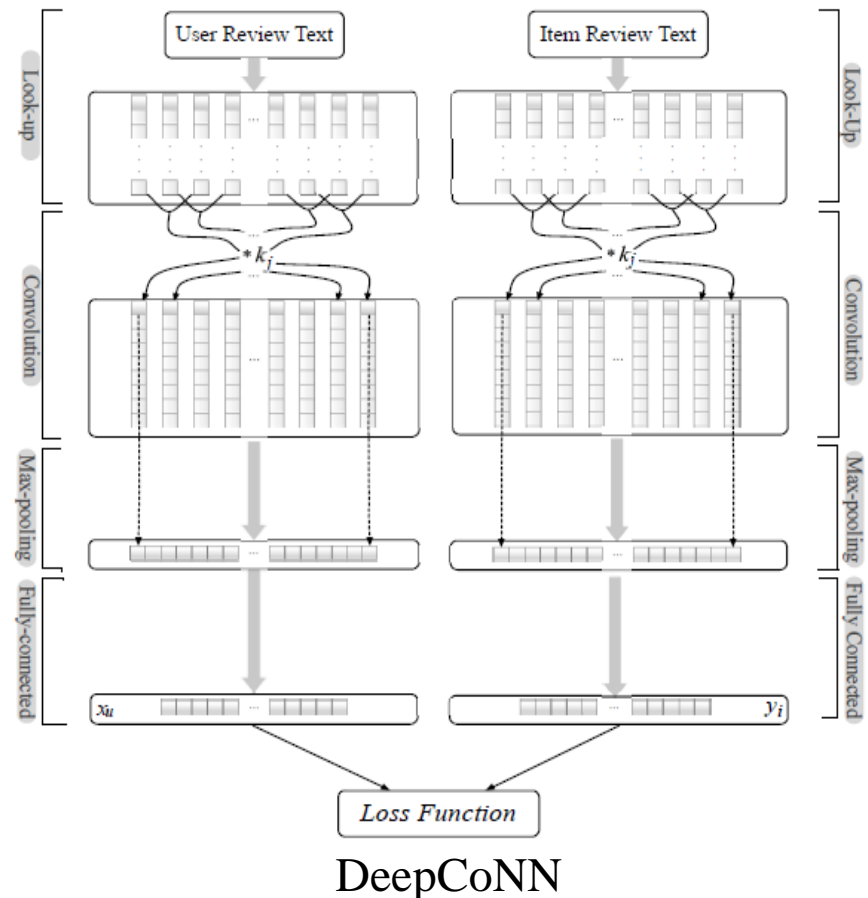 User Review Text
Item Review Text
Look-up
Look-Up
...
...
...
...
* k_j
* k_j
...
...
Convolution
Convolution
...
...
Max-pooling
Max-pooling
...
...
Fully-connected
Fully Connected
x_u
...
...
y_i
Loss Function
DeepCoNN